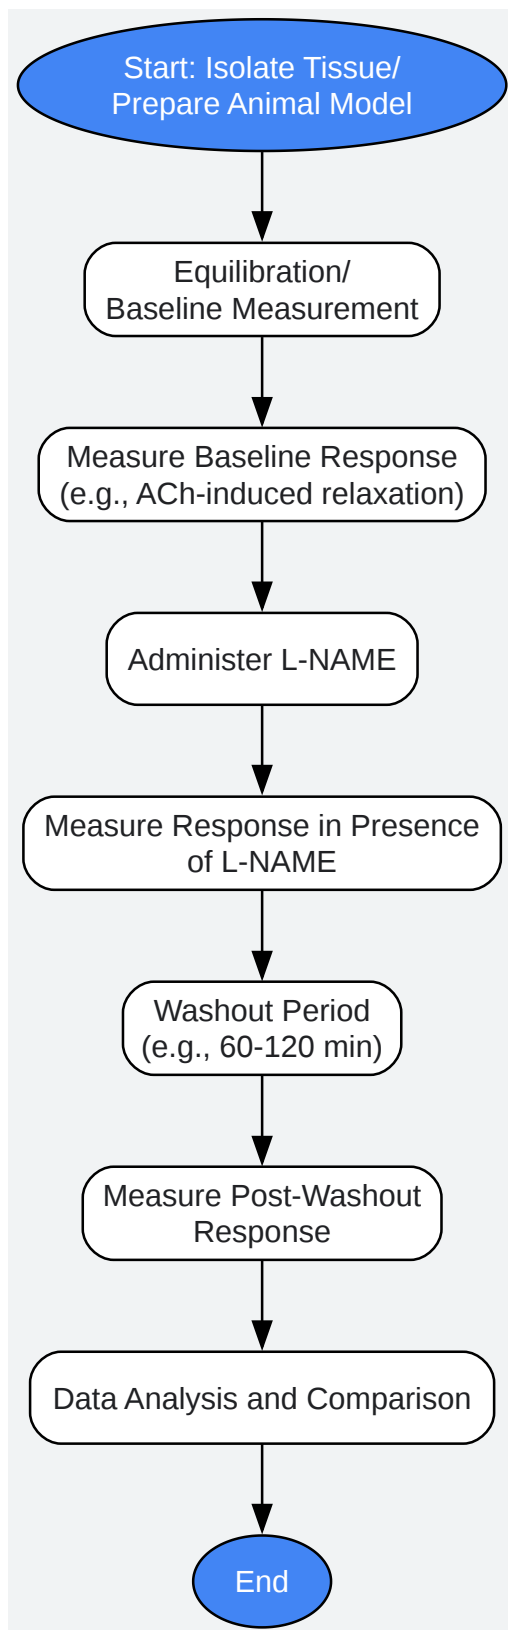 Start: Isolate Tissue/
Prepare Animal Model
Equilibration/
Baseline Measurement
Measure Baseline Response
(e.g., ACh-induced relaxation)
Administer L-NAME
Measure Response in Presence
of L-NAME
Washout Period
(e.g., 60-120 min)
Measure Post-Washout
Response
Data Analysis and Comparison
End